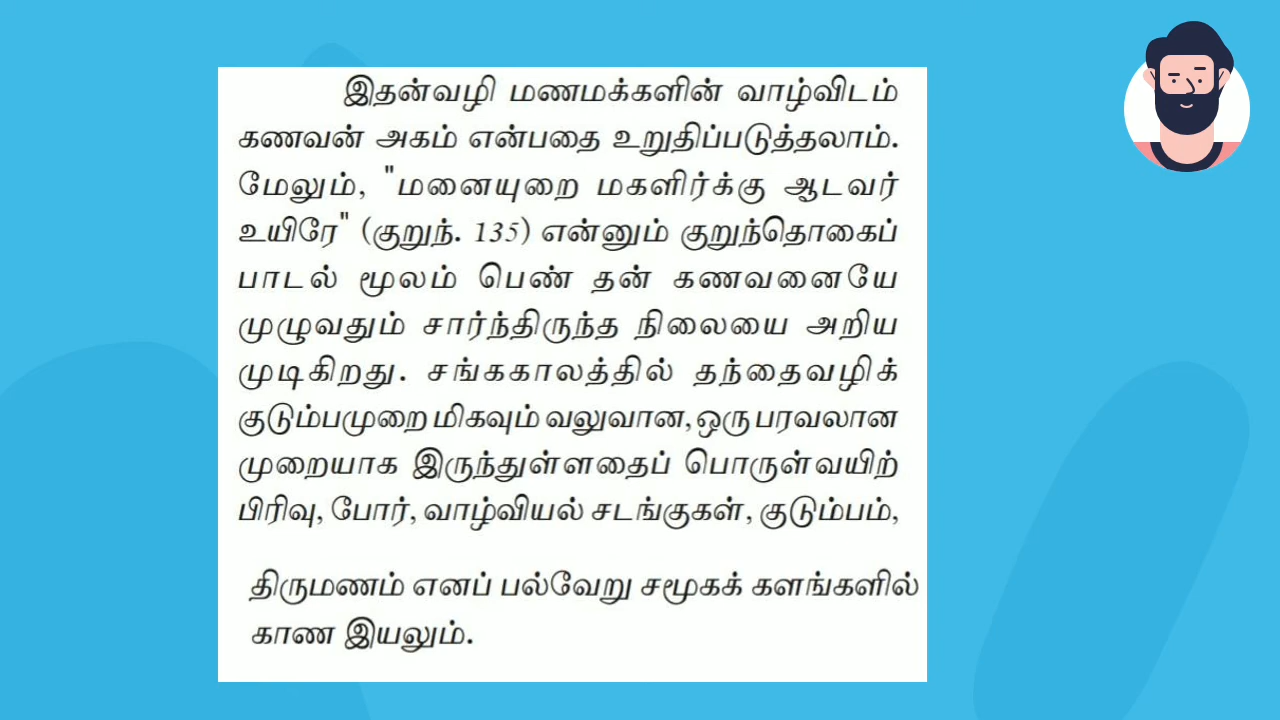 இதன்வழி மணமக்களின் வாழ்விடம்
கணவன் அகம் என்பதை உறுதிப்படுத்தலாம்.
மேலும், "மனையுறை மகளிர்க்கு ஆடவர்
உயிரே" (குறுந். 135) என்னும் குறுந்தொகைப்
பாடல் மூலம் பெண் தன் கணவனையே
முழுவதும் சார்ந்திருந்த நிலையை அறிய
முடிகிறது. சங்ககாலத்தில் தந்தைவழிக்
குடும்பமுறை மிகவும் வலுவான, ஒரு பரவலான
முறையாக இருந்துள்ளதைப் பொருள்வயிற்
பிரிவு, போர், வாழ்வியல் சடங்குகள், குடும்பம்,
திருமணம் எனப் பல்வேறு சமூகக் களங்களில்
காண இயலும்.